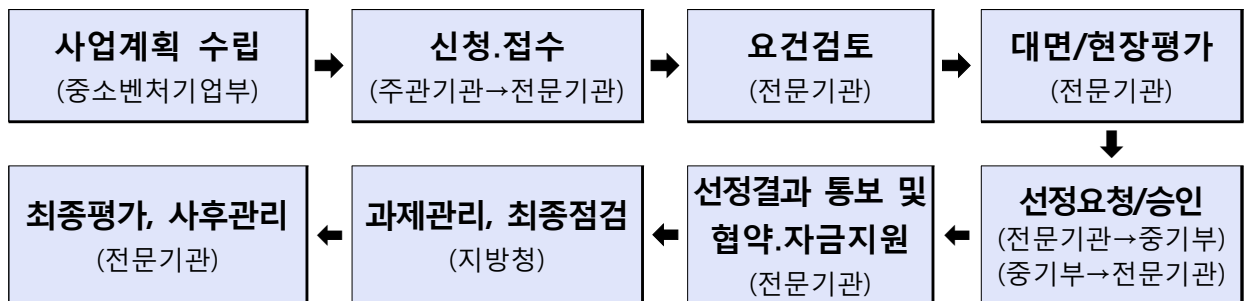 사업계획 수립
(중소벤처기업부)
신청.접수
(주관기관→전문기관)
요건검토
(전문기관)
대면/현장평가
(전문기관)
선정요청/승인
(전문기관→중기부)
(중기부→전문기관)
선정결과 통보 및
협약.자금지원
(전문기관)
과제관리, 최종점검
(지방청)
최종평가, 사후관리
(전문기관)